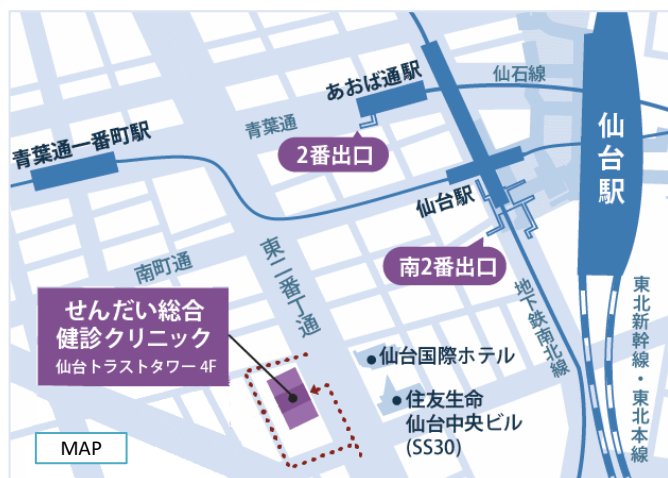 あおば通駅
仙石線
青葉通
青葉通一番町駅
2番出口
仙台駅
仙台駅
南2番出口
東二番丁通
南町通
せんだい総合
健診クリニック
仙台トラストタワー 4F
地下鉄南北線
東北新幹線・東北本線
仙台国際ホテル
住友生命
仙台中央ビル
(SS30)
MAP